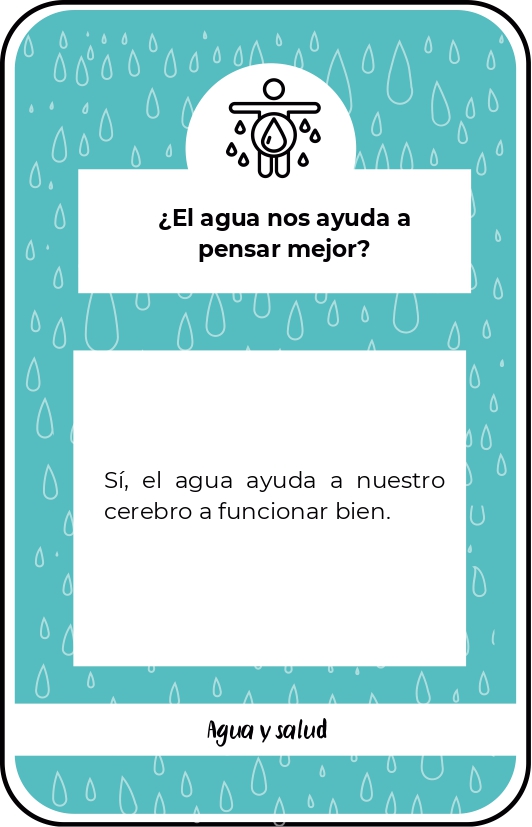 ¿El agua nos ayuda a
pensar mejor?
Sí, el agua ayuda a nuestro
cerebro a funcionar bien.
Agua y salud